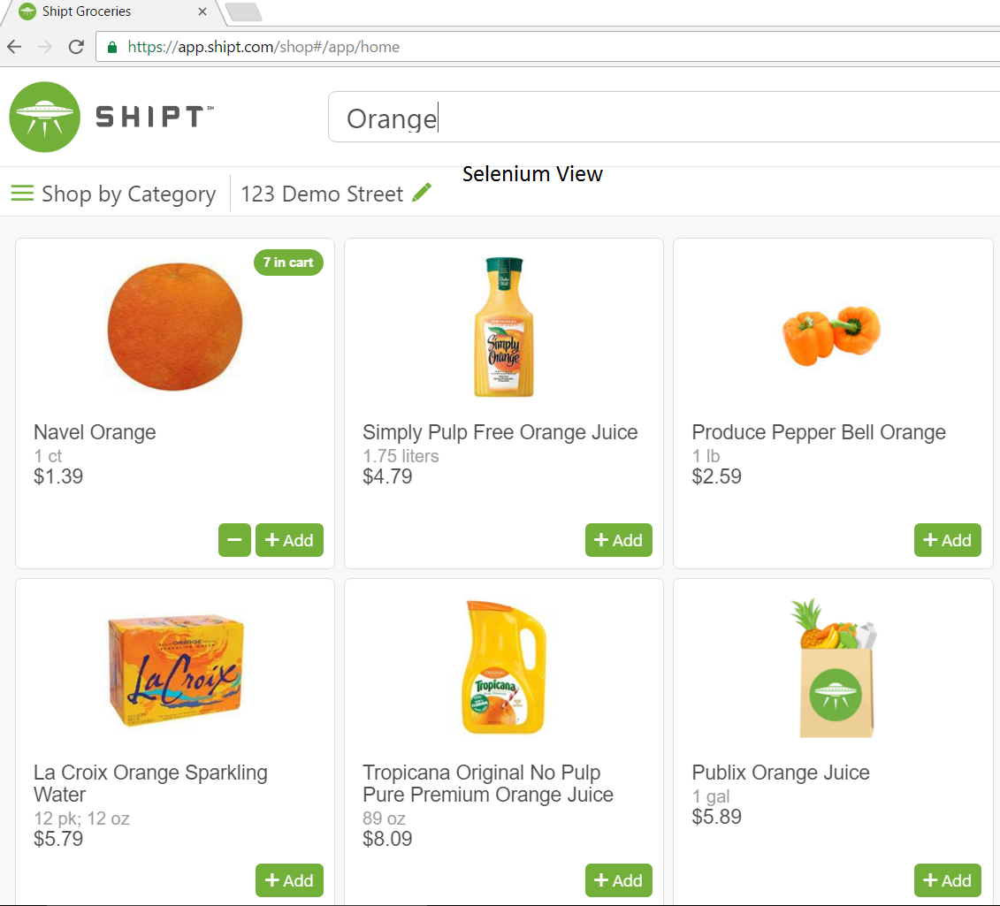 Shipt Groceries
https://app.shipt.com/shop#/app/home
SHIPT℠
Orange
Selenium View
Shop by Category
123 Demo Street
7 in cart
Simply
Orange
Navel Orange
1 ct
$1.39
Simply Pulp Free Orange Juice
1.75 liters
$4.79
Produce Pepper Bell Orange
1 lb
$2.59
Add
Add
Add
ORANGE
LaCroix
ORIGINAL
Tropicana
La Croix Orange Sparkling
Water
12 pk; 12 oz
$5.79
Tropicana Original No Pulp
Pure Premium Orange Juice
89 oz
$8.09
Publix Orange Juice
1 gal
$5.89
Add
Add
Add